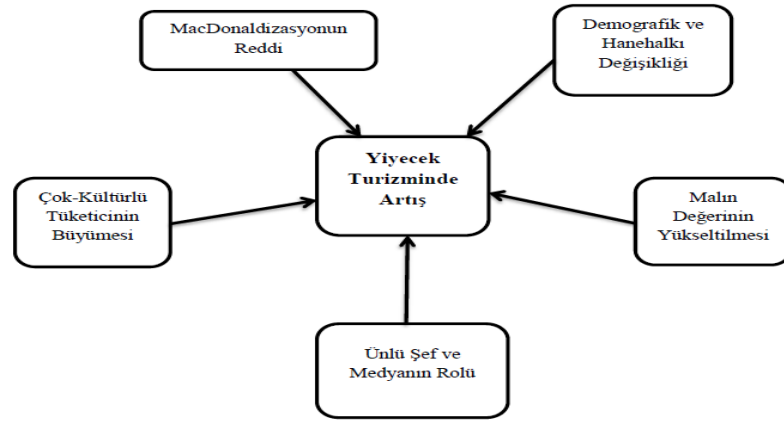 MacDonaldizasyonun
Reddi
Demografik ve
Hanehalkı
Değişikliği
Yiyecek
Turizminde
Artış
Çok-Kültürlü
Tüketicinin
Büyümesi
Malın
Değerinin
Yükseltilmesi
Ünlü Şef ve
Medyanın Rolü